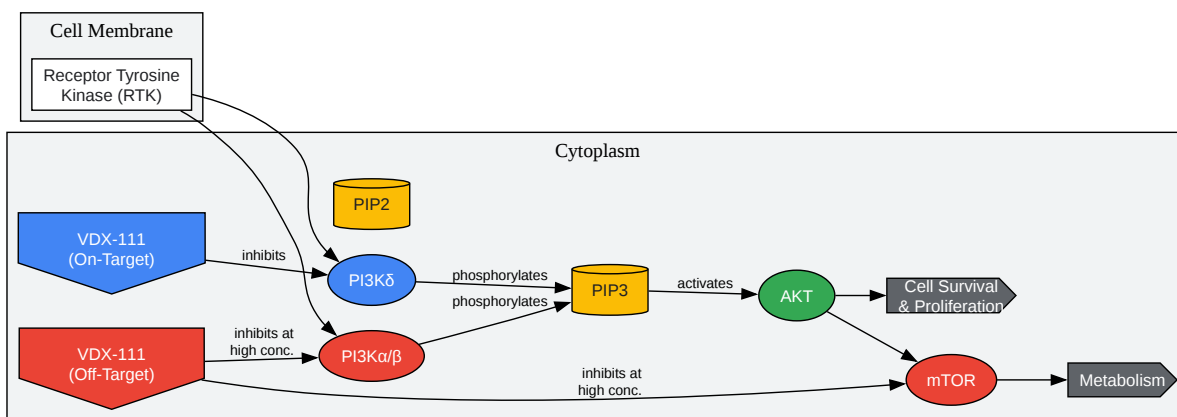 Cell Membrane
Receptor Tyrosine
Kinase (RTK)
Cytoplasm
PIP2
VDX-111
(On-Target)
inhibits
PI3Kδ
phosphorylates
phosphorylates
PIP3
activates
AKT
Cell Survival
& Proliferation
VDX-111
(Off-Target)
inhibits at
high conc.
PI3Kα/β
inhibits at
high conc.
mTOR
Metabolism